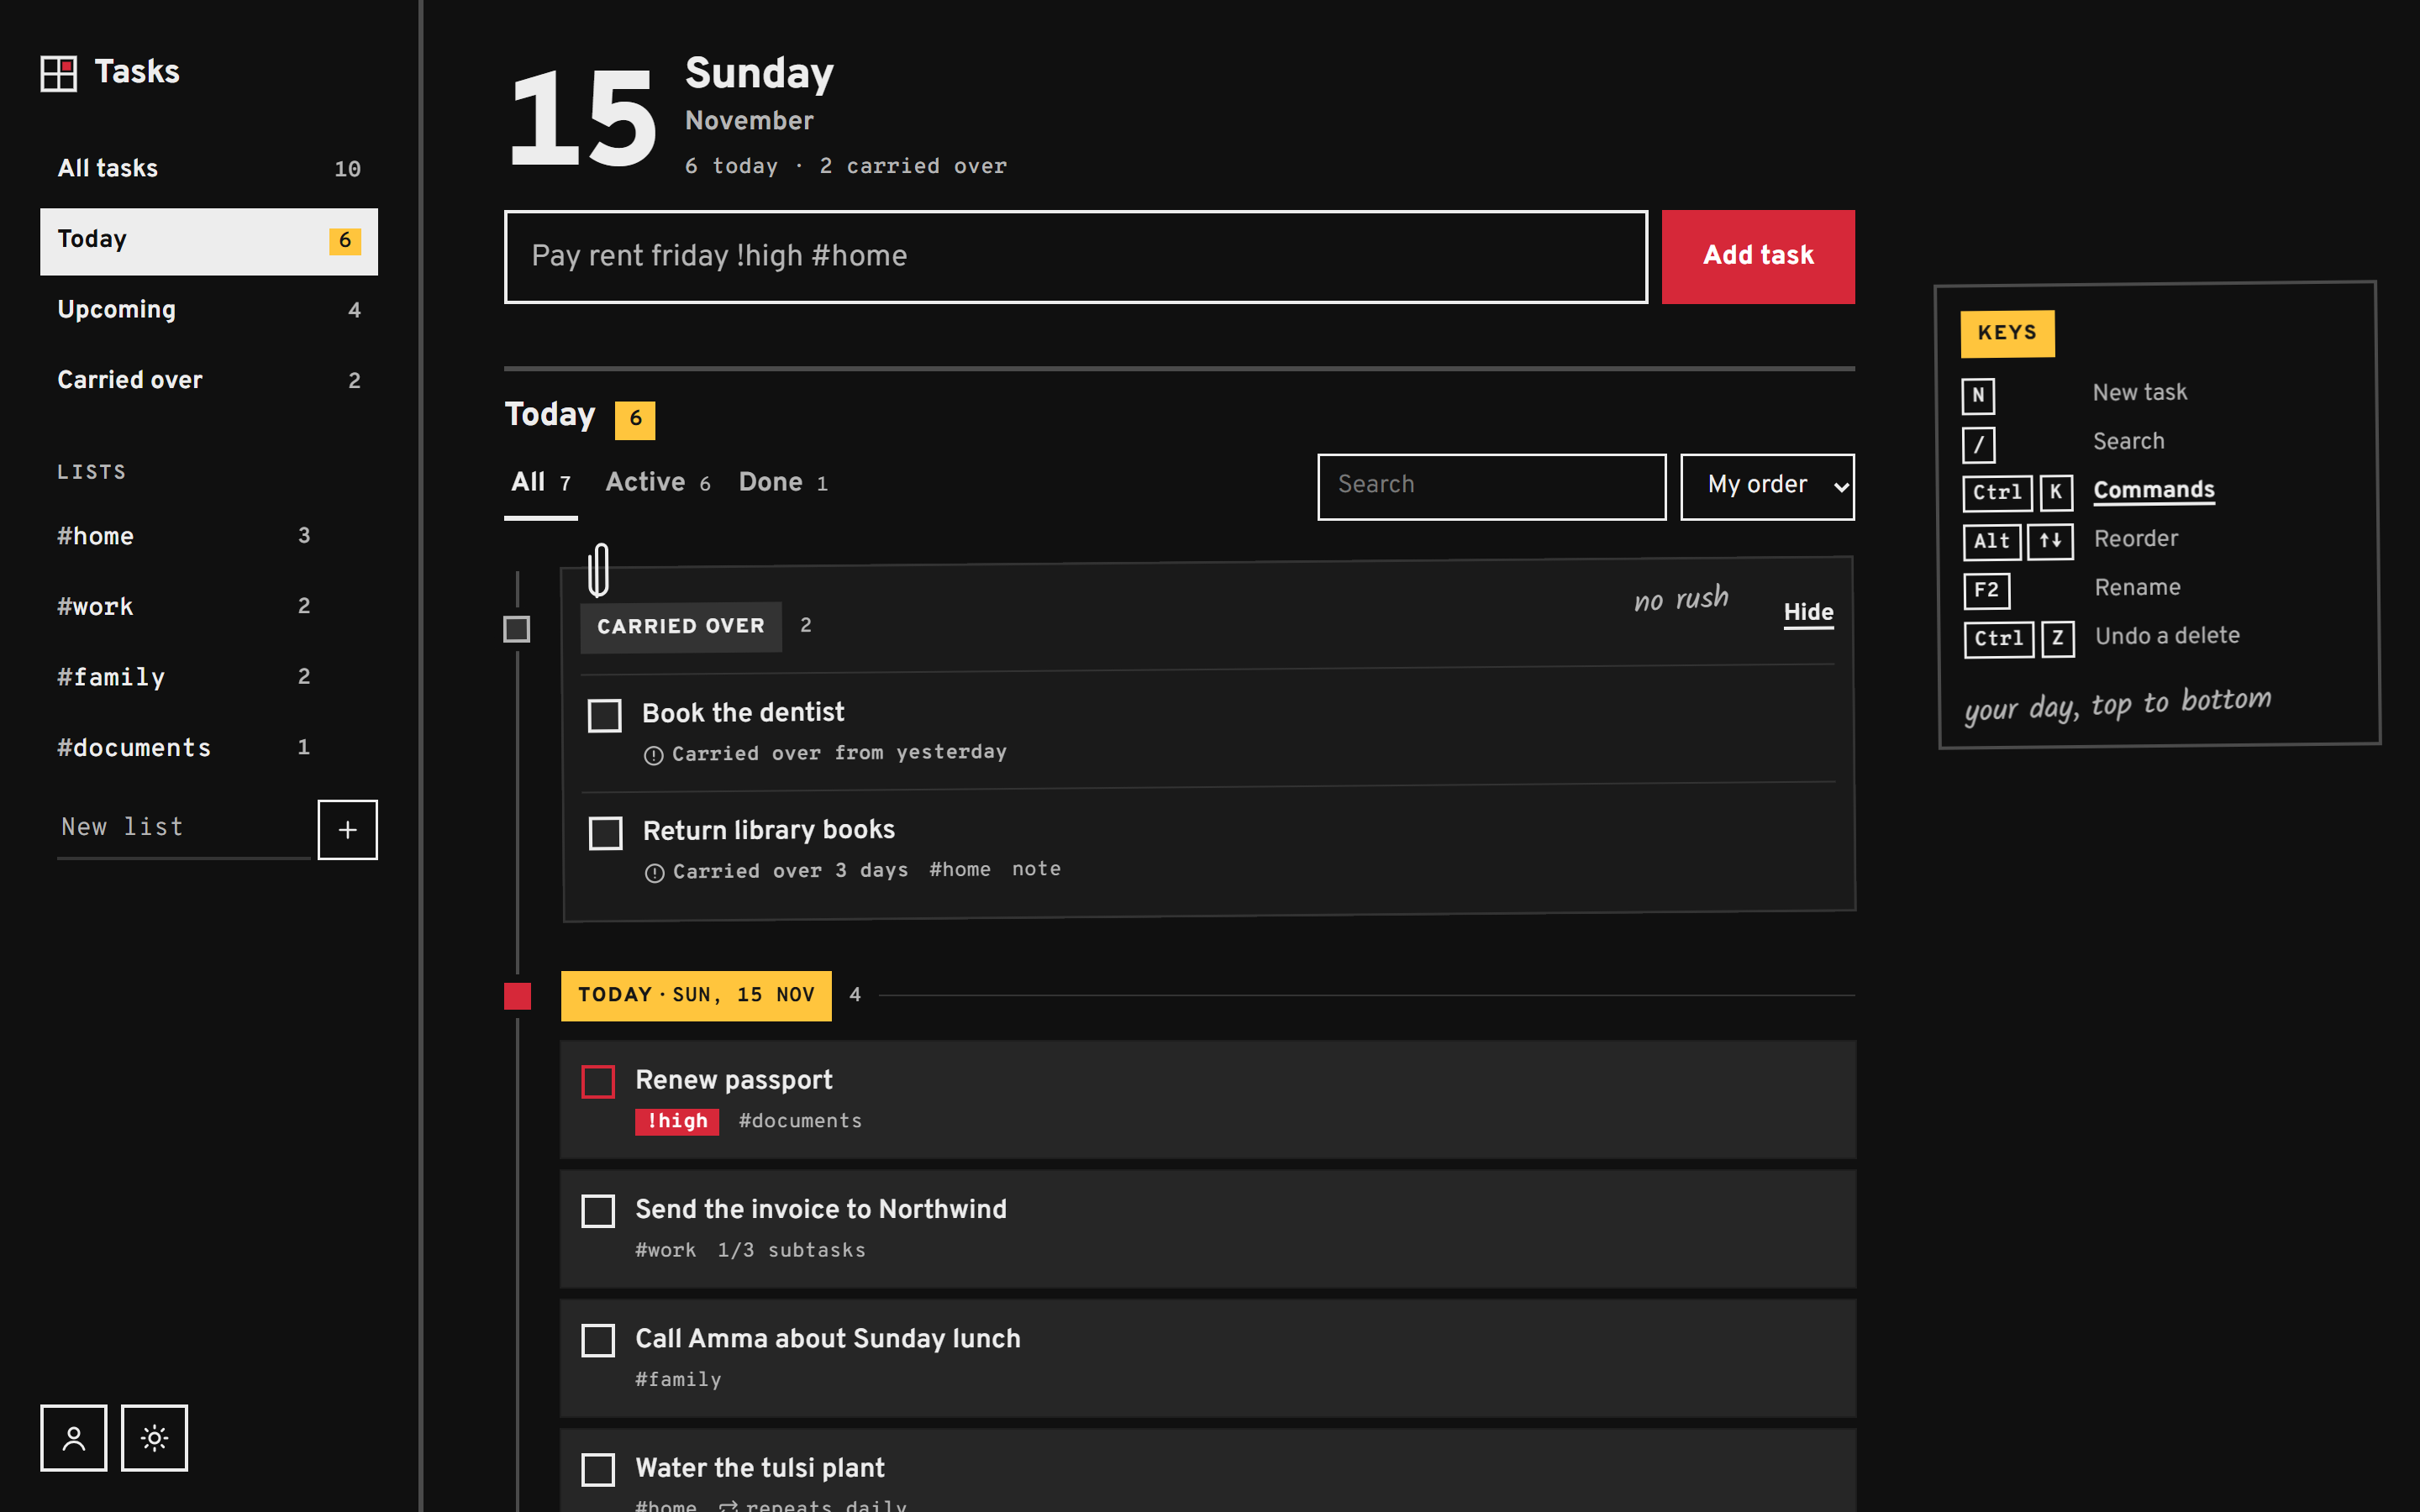 Tasks
All tasks 10
Today 6
Upcoming 4
Carried over 2
LISTS
#home 3
#work 2
#family 2
#documents 1
New list +
15
Sunday
November
6 today · 2 carried over
Pay rent friday !high #home
Add task
Today 6
All 7 Active 6 Done 1
Search
My order
CARRIED OVER 2
no rush
Hide
Book the dentist
Carried over from yesterday
Return library books
Carried over 3 days #home note
TODAY · SUN, 15 NOV 4
Renew passport
!high #documents
Send the invoice to Northwind
#work 1/3 subtasks
Call Amma about Sunday lunch
#family
Water the tulsi plant
#home repeats daily
KEYS
N New task
/ Search
Ctrl K Commands
Alt ↑↓ Reorder
F2 Rename
Ctrl Z Undo a delete
your day, top to bottom